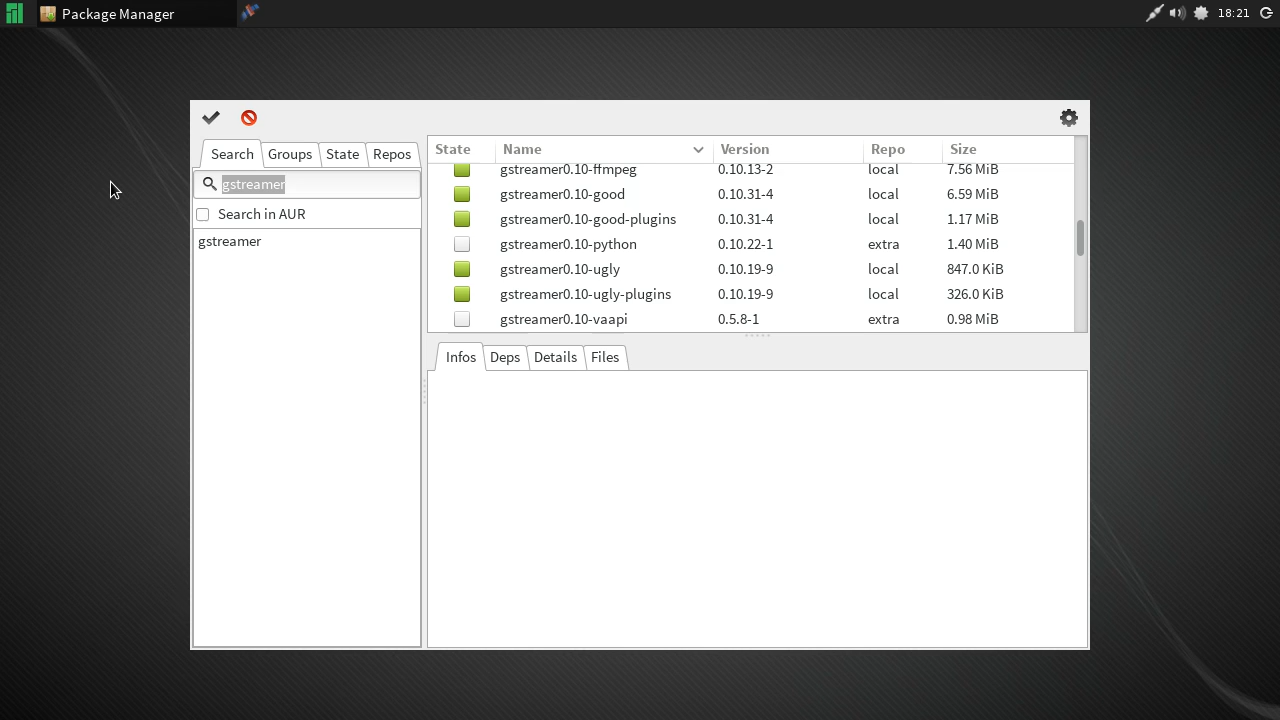 Package Manager 18:21
Search Groups State Repos
gstreamer
Search in AUR
gstreamer
State Name Version Repo Size
gstreamer0.10-ffmpeg 0.10.13-2 local 7.56 MiB
gstreamer0.10-good 0.10.31-4 local 6.59 MiB
gstreamer0.10-good-plugins 0.10.31-4 local 1.17 MiB
gstreamer0.10-python 0.10.22-1 extra 1.40 MiB
gstreamer0.10-ugly 0.10.19-9 local 847.0 KiB
gstreamer0.10-ugly-plugins 0.10.19-9 local 326.0 KiB
gstreamer0.10-vaapi 0.5.8-1 extra 0.98 MiB
Infos Deps Details Files